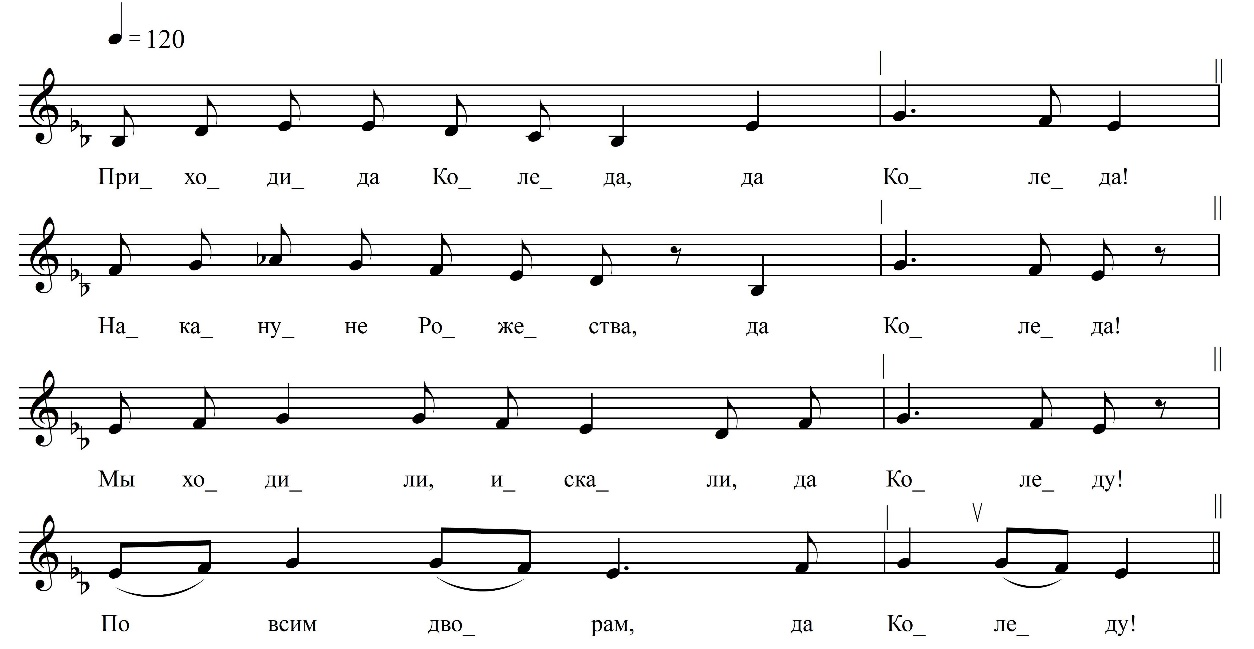 = 120
При_ хо_ ди_ да Ко_ ле_ да, да Ко_ ле_ да!
На_ ка_ ну_ не Ро_ же_ ства, да Ко_ ле_ да!
Мы хо_ ди_ ли, и_ ска_ ли, да Ко_ ле_ ду!
По всим дво_ рам, да Ко_ ле_ ду!